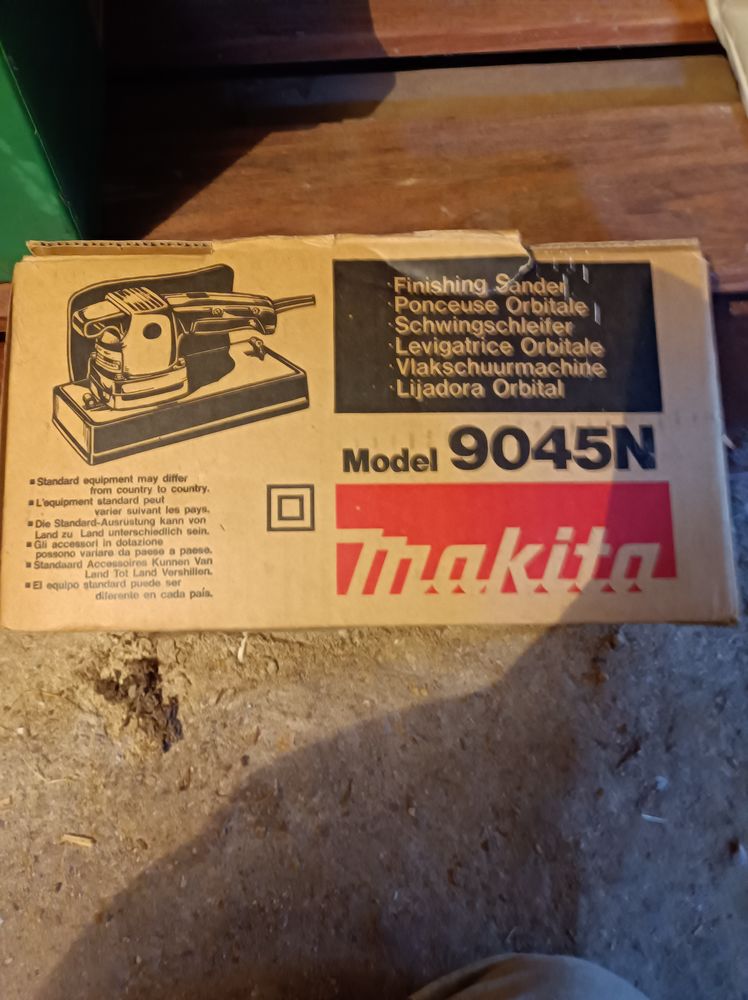 ·Finishing Sander
·Ponceuse Orbitale
·Schwingschleifer
·Levigatrice Orbitale
·Vlakschuurmachine
·Lijadora Orbital
Model 9045N
makita
■ Standard equipment may differ
from country to country.
■ L'equipment standard peut
varier suivant les pays.
■ Die Standard-Ausrüstung kann von
Land zu Land unterschiedlich sein.
■ Gli accessori in dotazione
possono variare da paese a paese.
■ Standaard Accessoires Kunnen Van
Land Tot Land Vershillen.
■ El equipo standard puede ser
diferente en cada país.